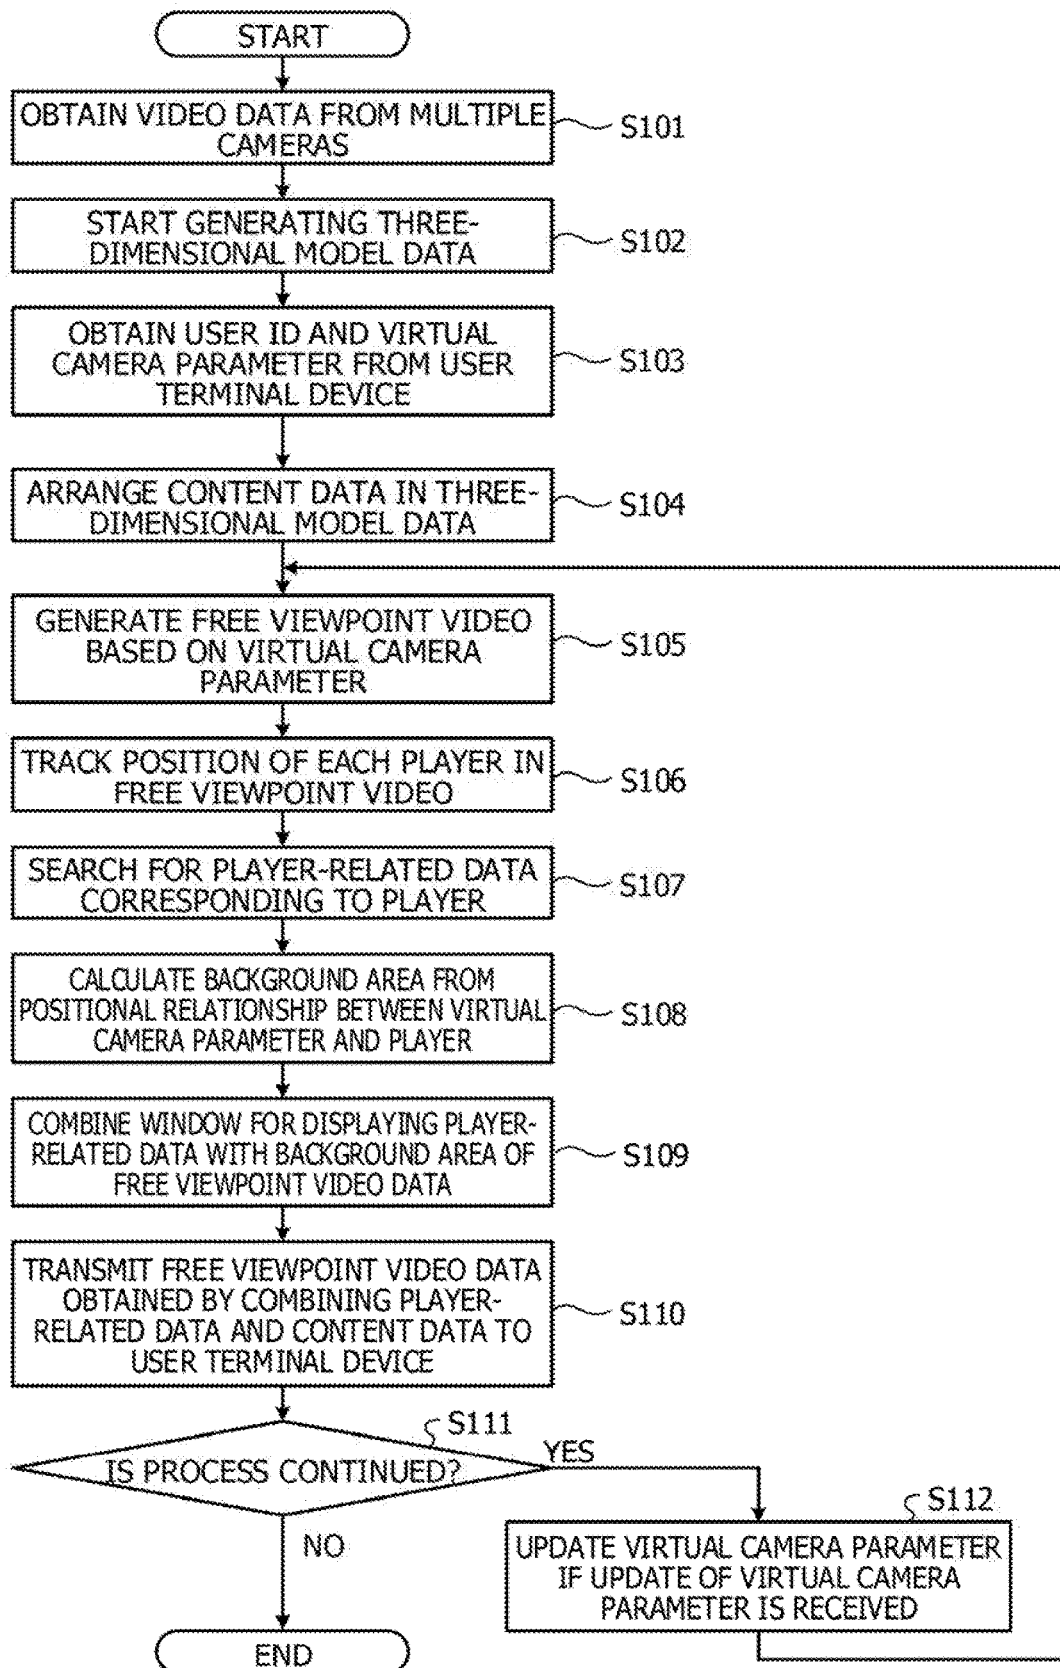 START
OBTAIN VIDEO DATA FROM MULTIPLE
CAMERAS
S101
START GENERATING THREE-
DIMENSIONAL MODEL DATA
S102
OBTAIN USER ID AND VIRTUAL
CAMERA PARAMETER FROM USER
TERMINAL DEVICE
S103
ARRANGE CONTENT DATA IN THREE-
DIMENSIONAL MODEL DATA
S104
GENERATE FREE VIEWPOINT VIDEO
BASED ON VIRTUAL CAMERA
PARAMETER
S105
TRACK POSITION OF EACH PLAYER IN
FREE VIEWPOINT VIDEO
S106
SEARCH FOR PLAYER-RELATED DATA
CORRESPONDING TO PLAYER
S107
CALCULATE BACKGROUND AREA FROM
POSITIONAL RELATIONSHIP BETWEEN VIRTUAL
CAMERA PARAMETER AND PLAYER
S108
COMBINE WINDOW FOR DISPLAYING PLAYER-
RELATED DATA WITH BACKGROUND AREA OF
FREE VIEWPOINT VIDEO DATA
S109
TRANSMIT FREE VIEWPOINT VIDEO DATA
OBTAINED BY COMBINING PLAYER-
RELATED DATA AND CONTENT DATA TO
USER TERMINAL DEVICE
S110
S111
IS PROCESS CONTINUED?
YES
NO
S112
UPDATE VIRTUAL CAMERA PARAMETER
IF UPDATE OF VIRTUAL CAMERA
PARAMETER IS RECEIVED
END